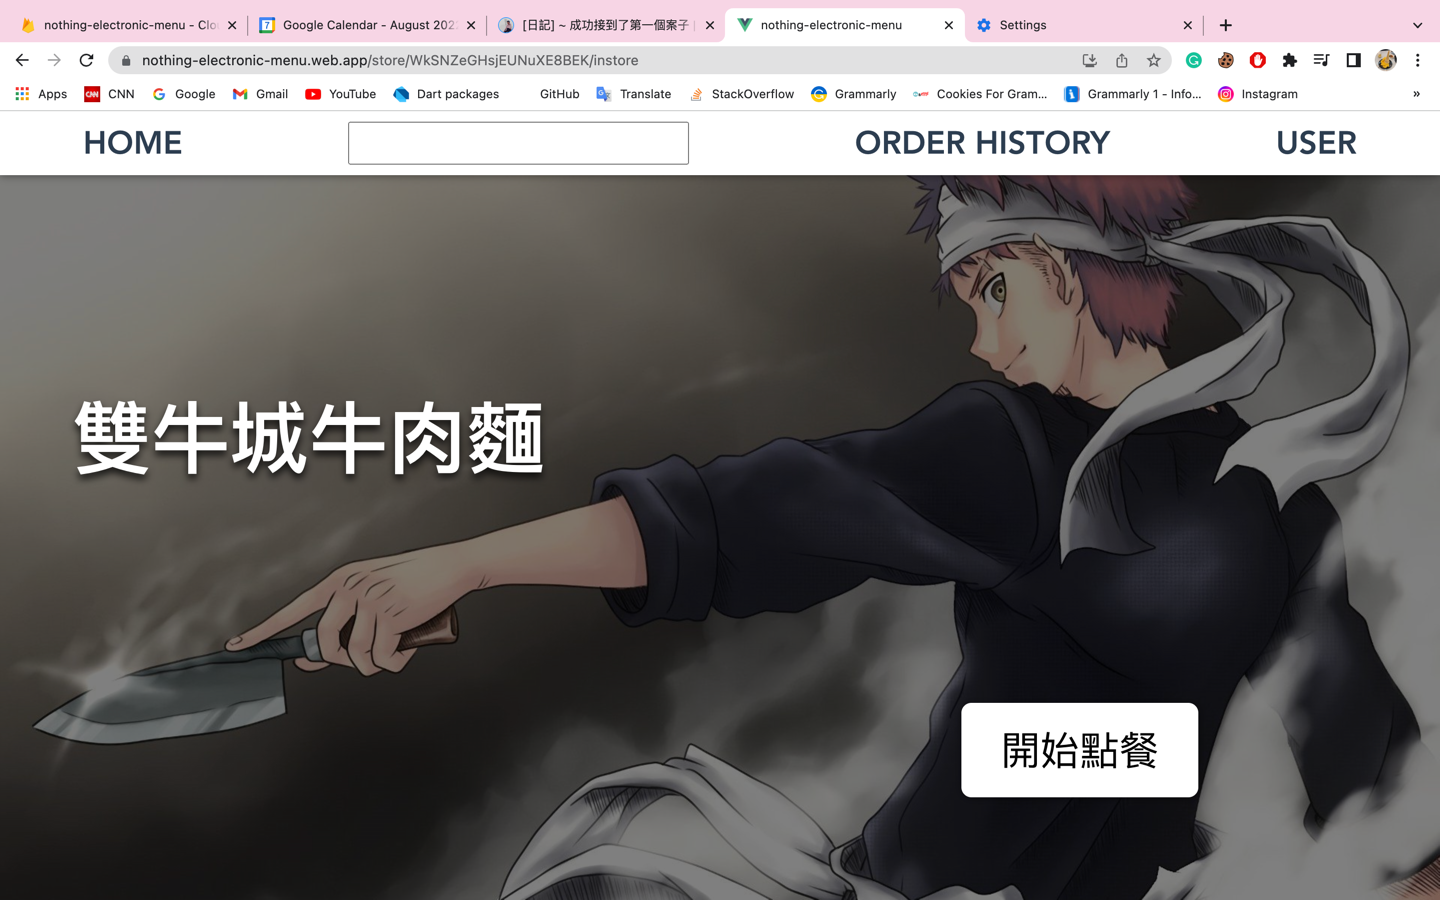 nothing-electronic-menu - Clou
Google Calendar - August 202
[日記] ~ 成功接到了第一個案子
nothing-electronic-menu
Settings
nothing-electronic-menu.web.app/store/WkSNZeGHsjEUNuXE8BEK/instore
Apps
CNN
Google
Gmail
YouTube
Dart packages
GitHub
Translate
StackOverflow
Grammarly
Cookies For Gram...
Grammarly 1 - Info...
Instagram
»
HOME
ORDER HISTORY
USER
雙牛城牛肉麵
開始點餐